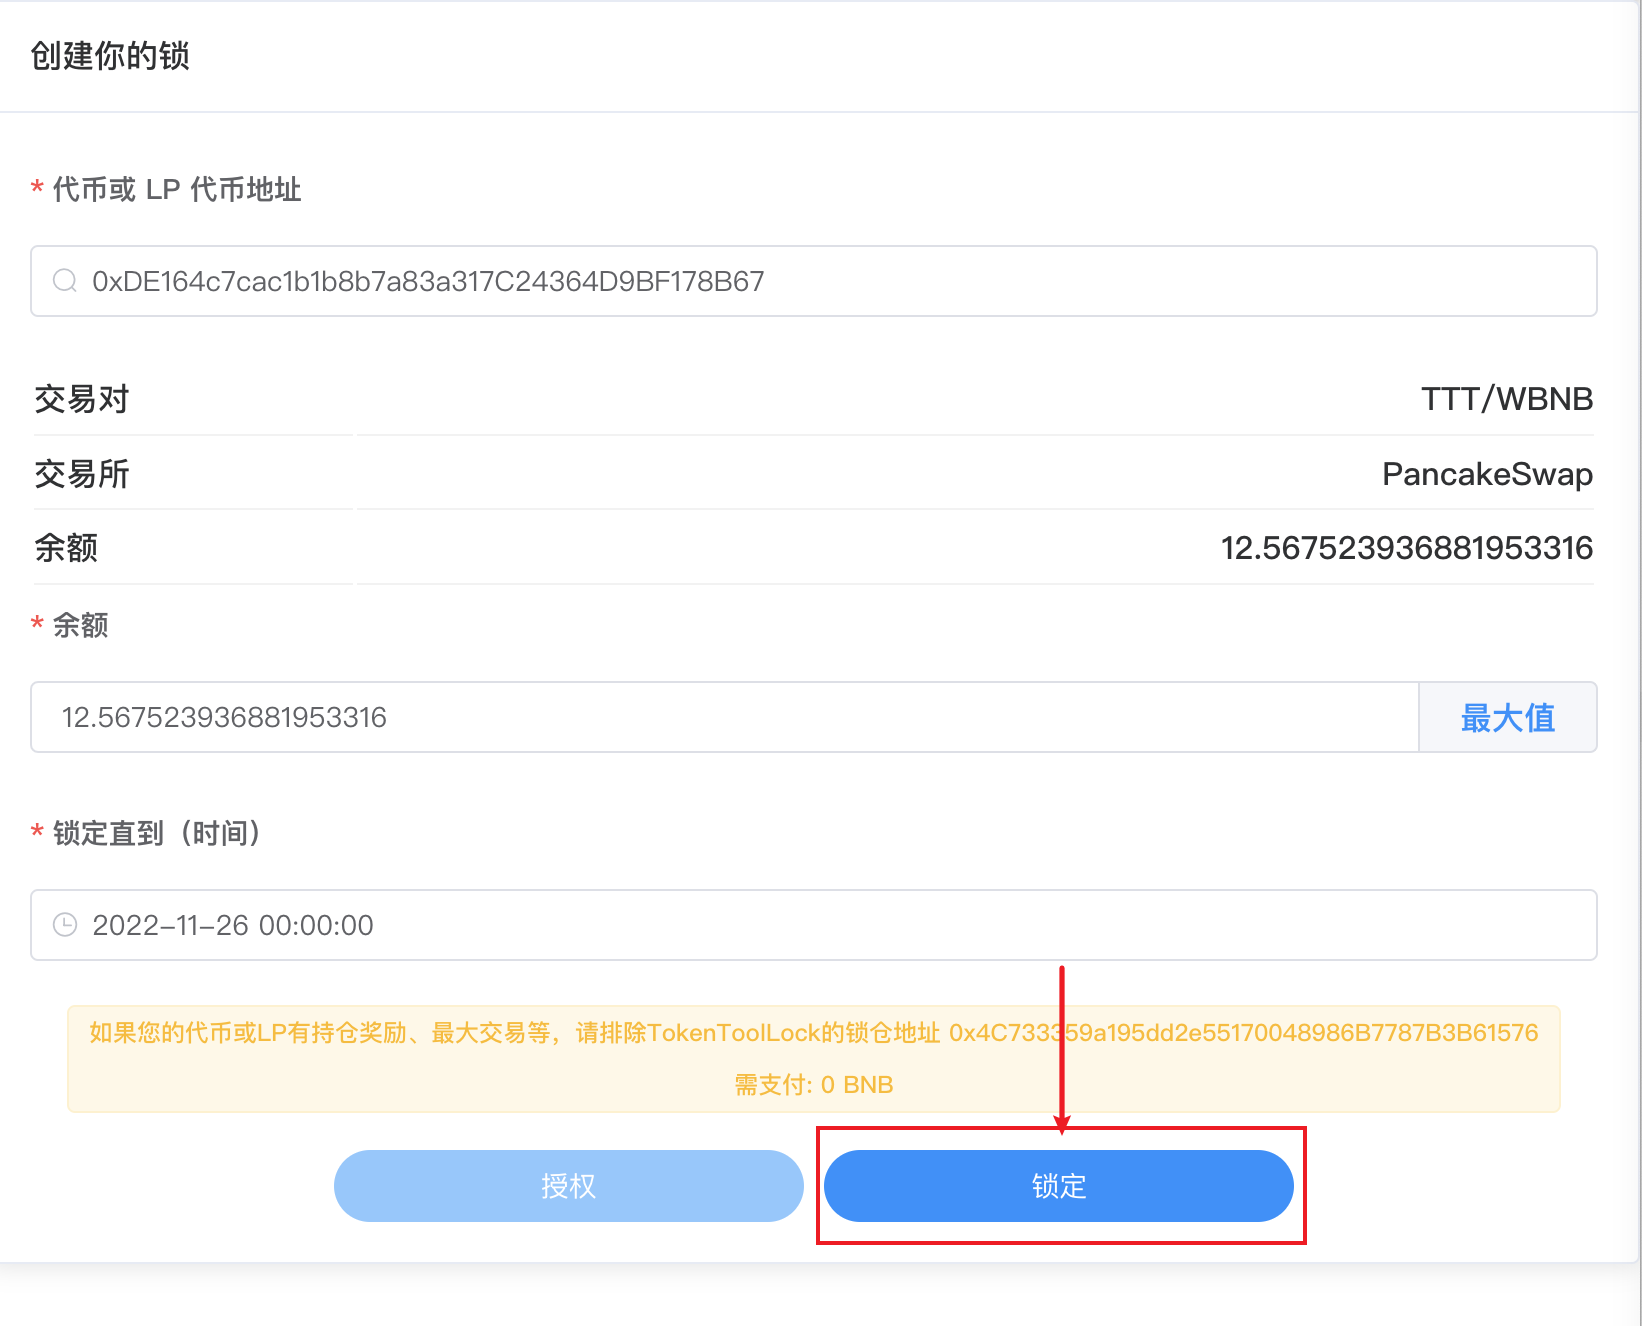 创建你的锁
* 代币或 LP 代币地址
0xDE164c7cac1b1b8b7a83a317C24364D9BF178B67
交易对 TTT/WBNB
交易所 PancakeSwap
余额 12.567523936881953316
* 余额
12.567523936881953316 最大值
* 锁定直到（时间）
2022-11-26 00:00:00
如果您的代币或LP有持仓奖励、最大交易等，请排除TokenToolLock的锁仓地址 0x4C733359a195dd2e55170048986B7787B3B61576
需支付: 0 BNB
授权 锁定